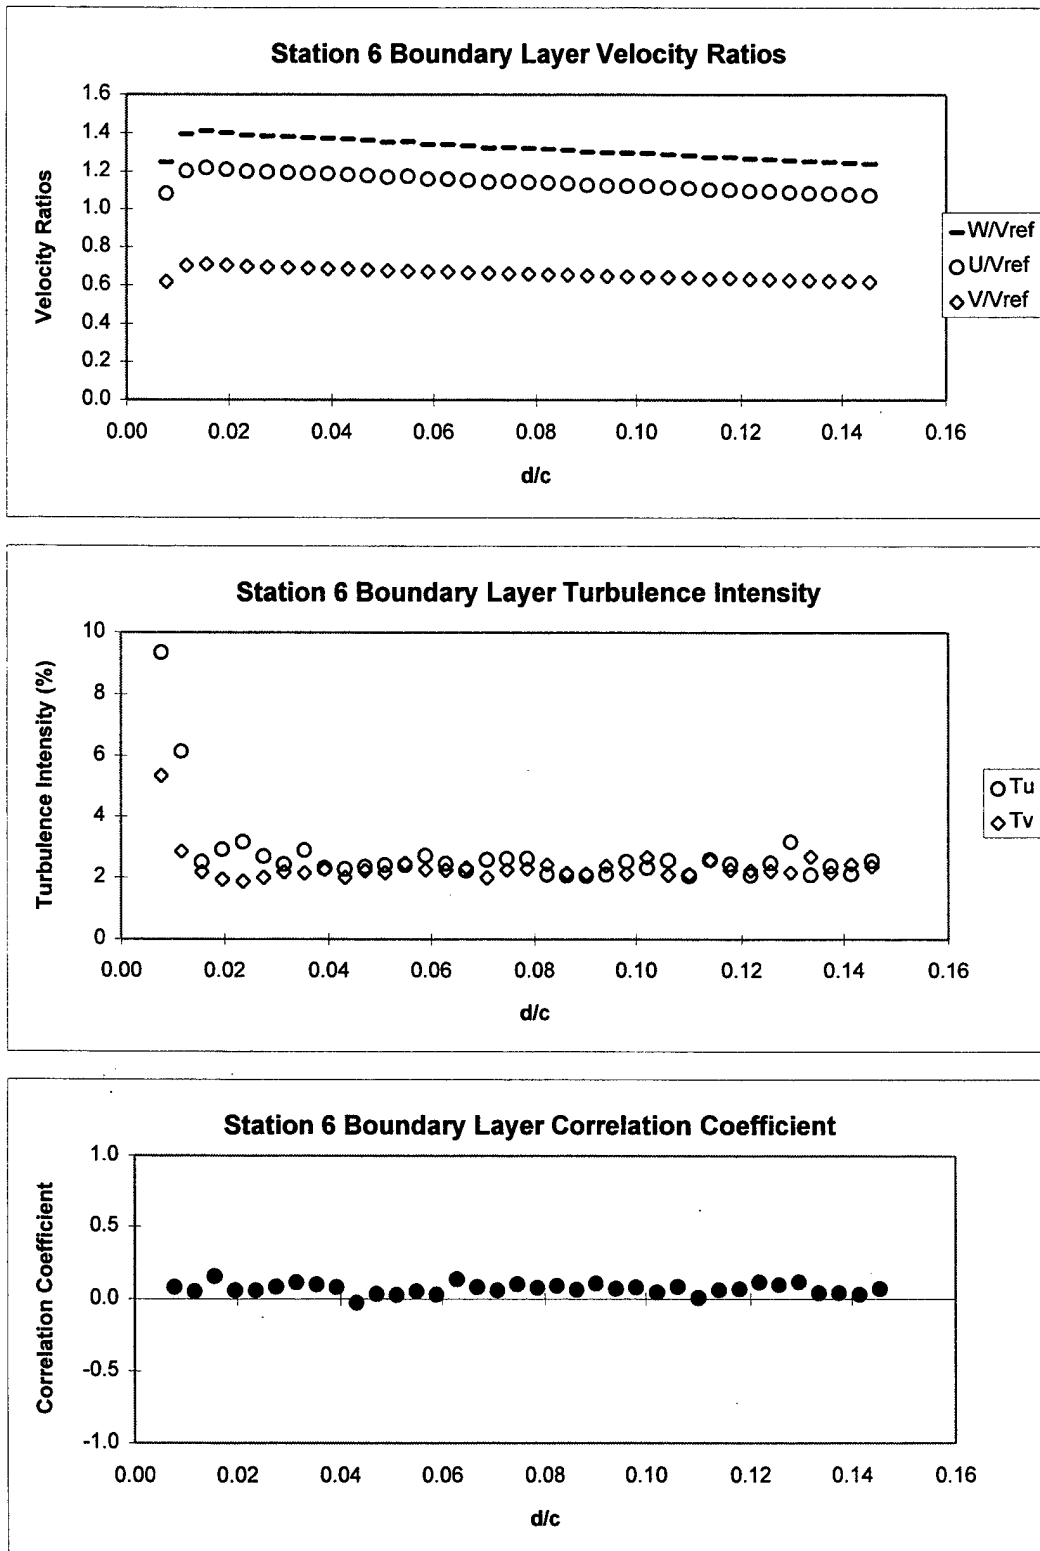 Station 6 Boundary Layer Velocity Ratios
1.6
1.4
1.2
1.0
0.8
0.6
0.4
0.2
0.0
Velocity Ratios
0.00 0.02 0.04 0.06 0.08 0.10 0.12 0.14 0.16
d/c
W/Vref
U/Vref
V/Vref
Station 6 Boundary Layer Turbulence Intensity
10
8
6
4
2
0
Turbulence Intensity (%)
0.00 0.02 0.04 0.06 0.08 0.10 0.12 0.14 0.16
d/c
Tu
Tv
Station 6 Boundary Layer Correlation Coefficient
1.0
0.5
0.0
-0.5
-1.0
Correlation Coefficient
0.00 0.02 0.04 0.06 0.08 0.10 0.12 0.14 0.16
d/c